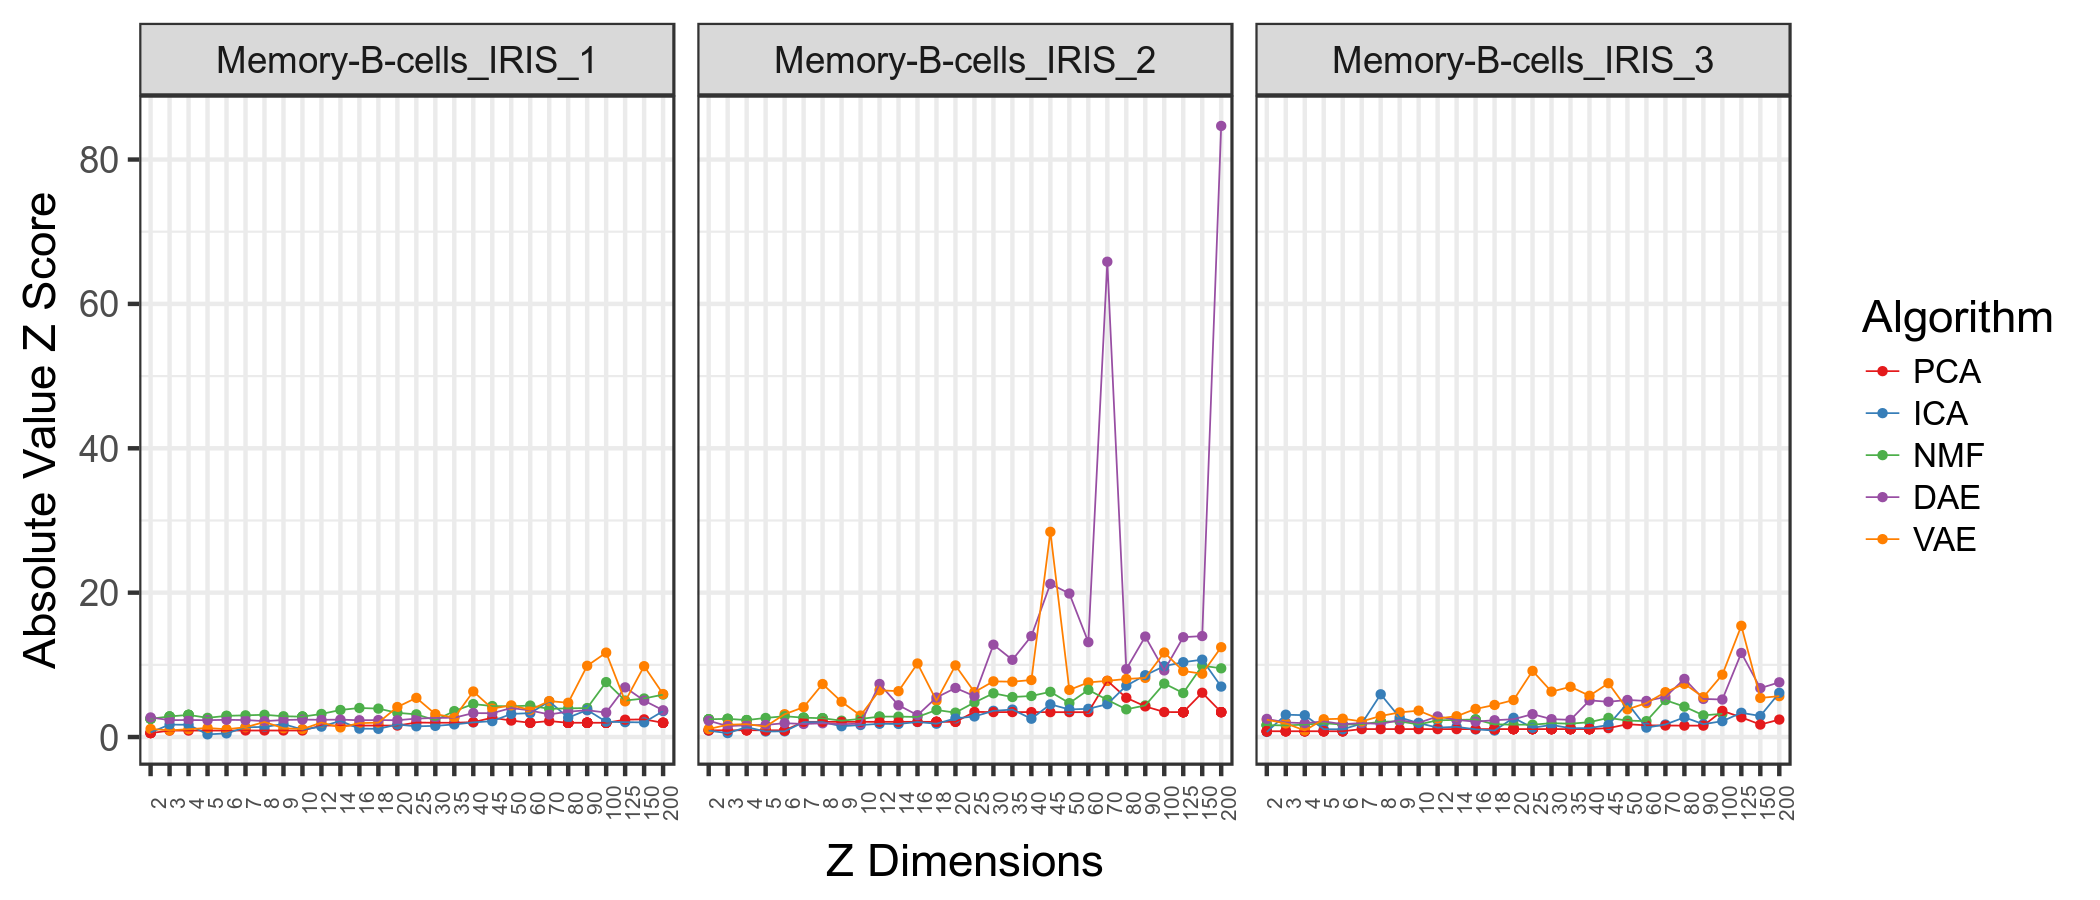 Memory-B-cells_IRIS_1 Memory-B-cells_IRIS_2 Memory-B-cells_IRIS_3
Absolute Value Z Score
80
60
40
20
0
2 3 4 5 6 7 8 9 10 12 14 16 18 20 25 30 35 40 45 50 60 70 80 90 100 125 150 200
2 3 4 5 6 7 8 9 10 12 14 16 18 20 25 30 35 40 45 50 60 70 80 90 100 125 150 200
2 3 4 5 6 7 8 9 10 12 14 16 18 20 25 30 35 40 45 50 60 70 80 90 100 125 150 200
Z Dimensions
Algorithm
PCA
ICA
NMF
DAE
VAE